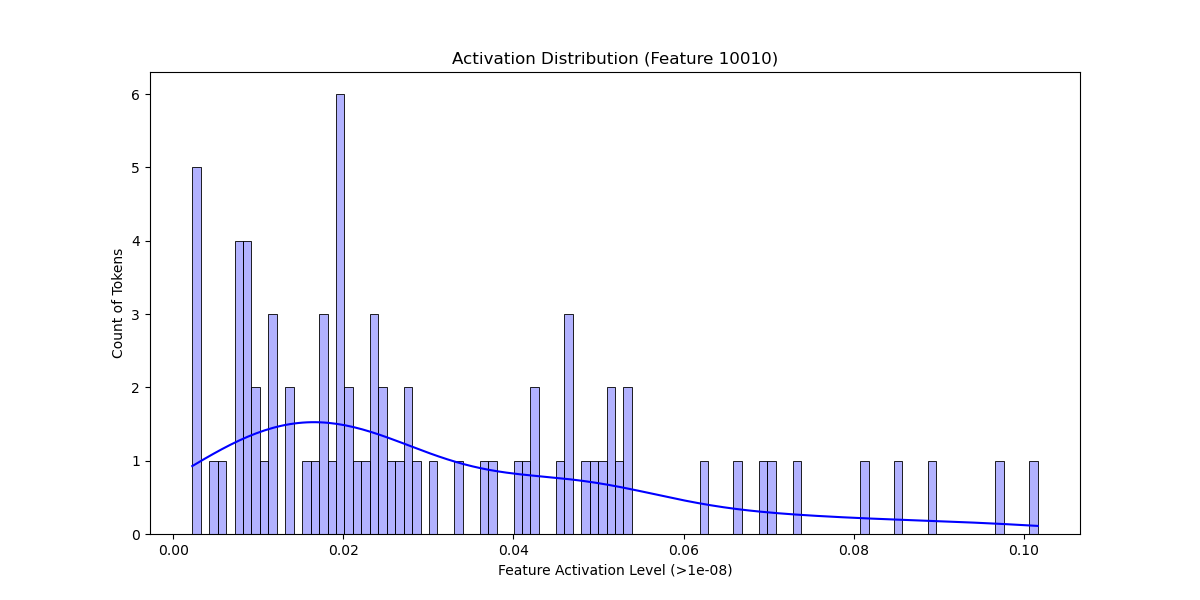 Activation Distribution (Feature 10010)
6
5
4
3
2
1
0
Count of Tokens
0.00 0.02 0.04 0.06 0.08 0.10
Feature Activation Level (>1e-08)